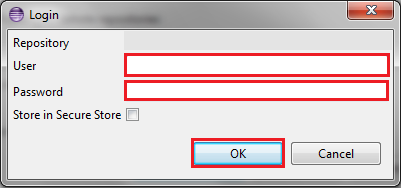 Login
Repository
User
Password
Store in Secure Store
OK Cancel